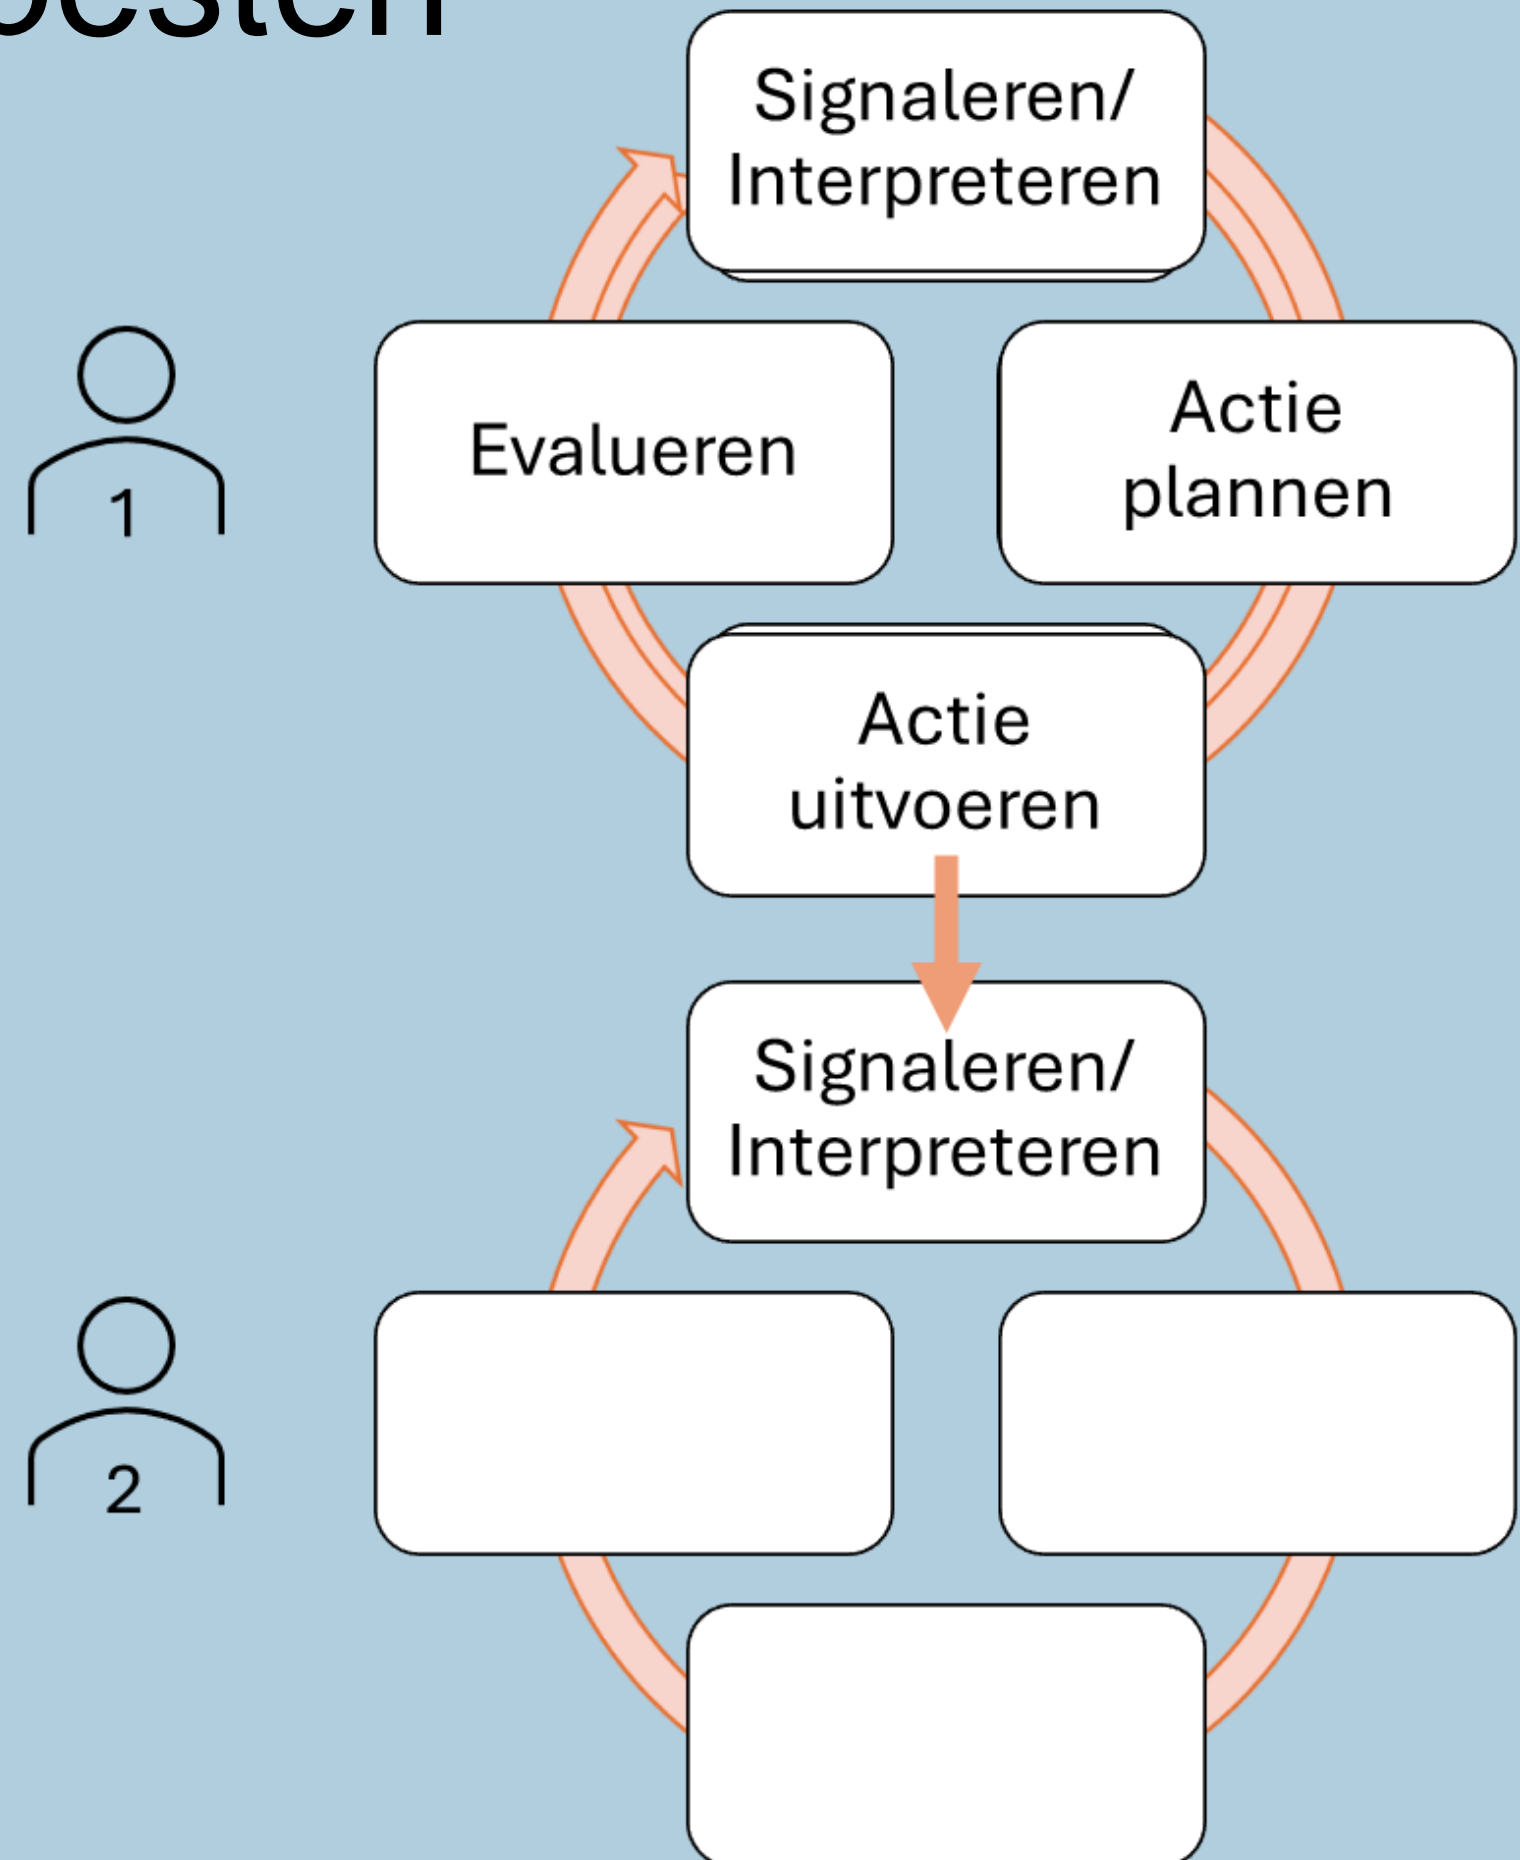 Signaleren/
Interpreteren
Evalueren
Actie
plannen
1
Actie
uitvoeren
Signaleren/
Interpreteren
2